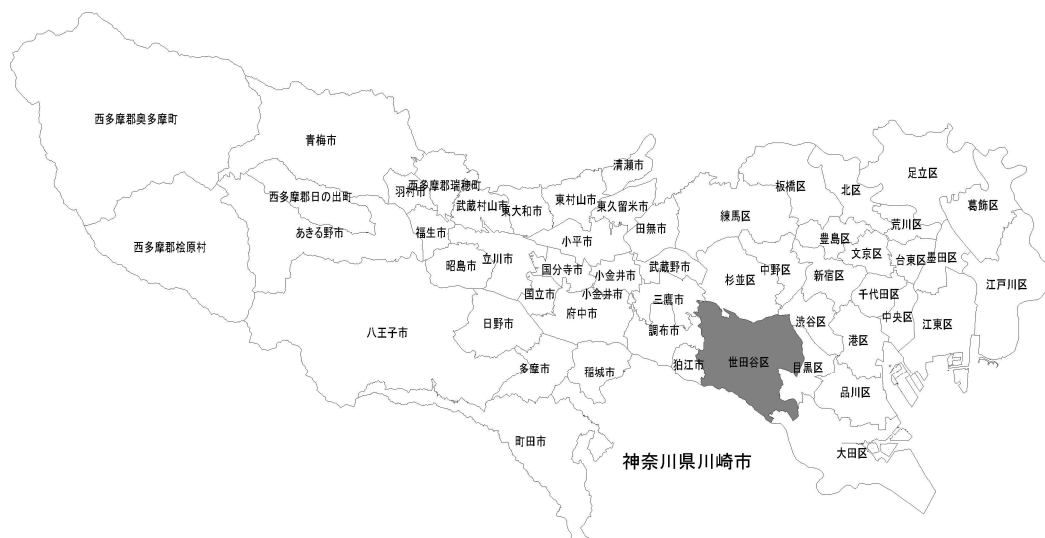 西多摩郡奥多摩町
青梅市
清瀬市
足立区
板橋区
北区
羽村市
西多摩郡瑞穂町
西多摩郡日の出町
武蔵村山市
東大和市
東村山市
東久留米市
練馬区
葛飾区
荒川区
西多摩郡桧原村
あきる野市
福生市
小平市
田無市
豊島区
文京区
台東区
墨田区
昭島市
立川市
国分寺市
小金井市
武蔵野市
杉並区
中野区
新宿区
江戸川区
国立市
小金井市
三鷹市
千代田区
府中市
中央区
八王子市
日野市
調布市
渋谷区
江東区
港区
多摩市
稲城市
狛江市
世田谷区
目黒区
品川区
町田市
神奈川県川崎市
大田区